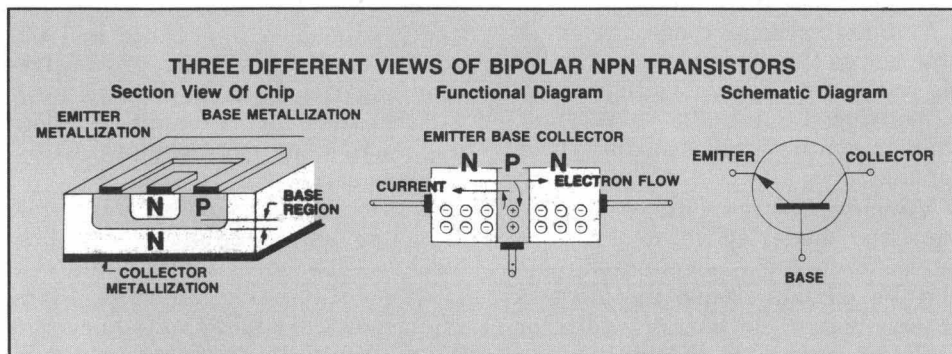 THREE DIFFERENT VIEWS OF BIPOLAR NPN TRANSISTORS
Section View Of Chip
EMITTER
METALLIZATION
BASE METALLIZATION
N
P
BASE
REGION
N
COLLECTOR
METALLIZATION
Functional Diagram
EMITTER BASE COLLECTOR
N P N
CURRENT
ELECTRON FLOW
Schematic Diagram
EMITTER
COLLECTOR
BASE